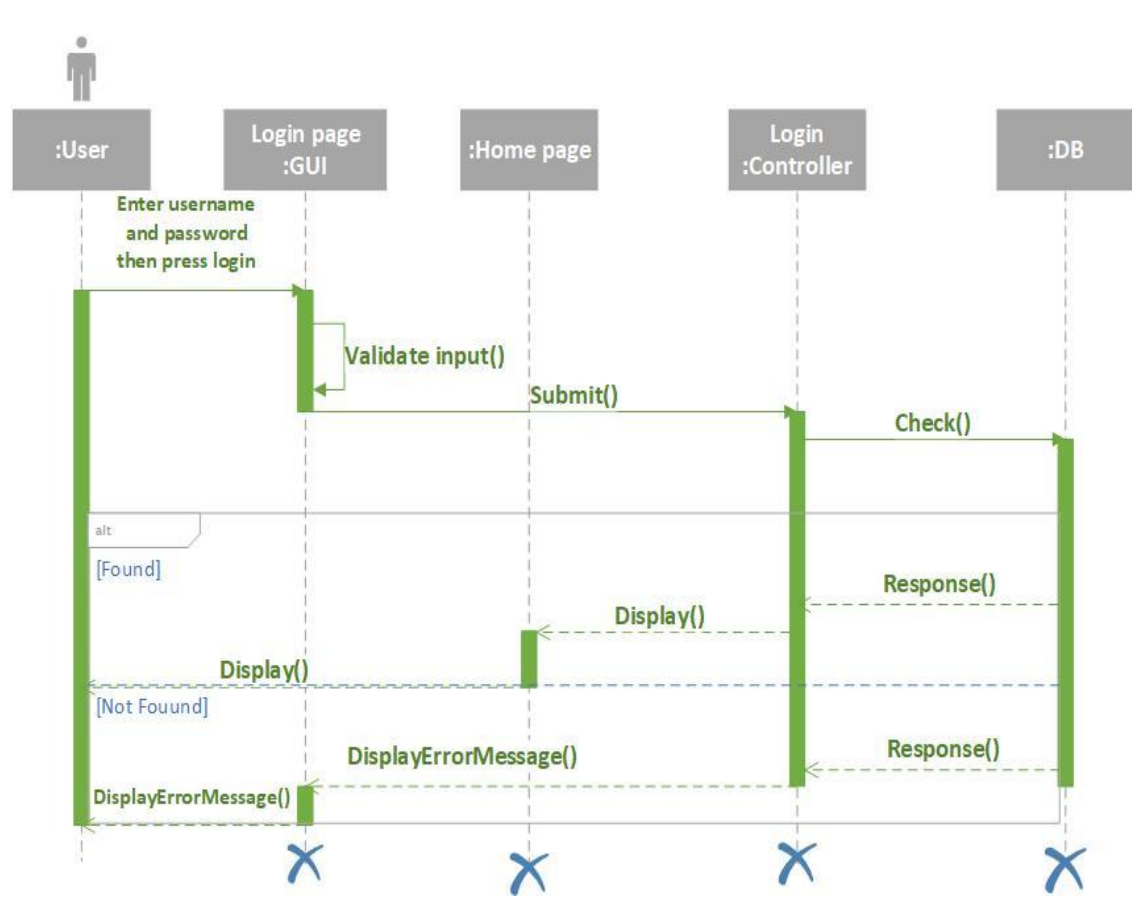 :User
Login page
:GUI
:Home page
Login
:Controller
:DB
Enter username
and password
then press login
Validate input()
Submit()
Check()
alt
[Found]
Response()
Display()
Display()
[Not Fouund]
Response()
DisplayErrorMessage()
DisplayErrorMessage()